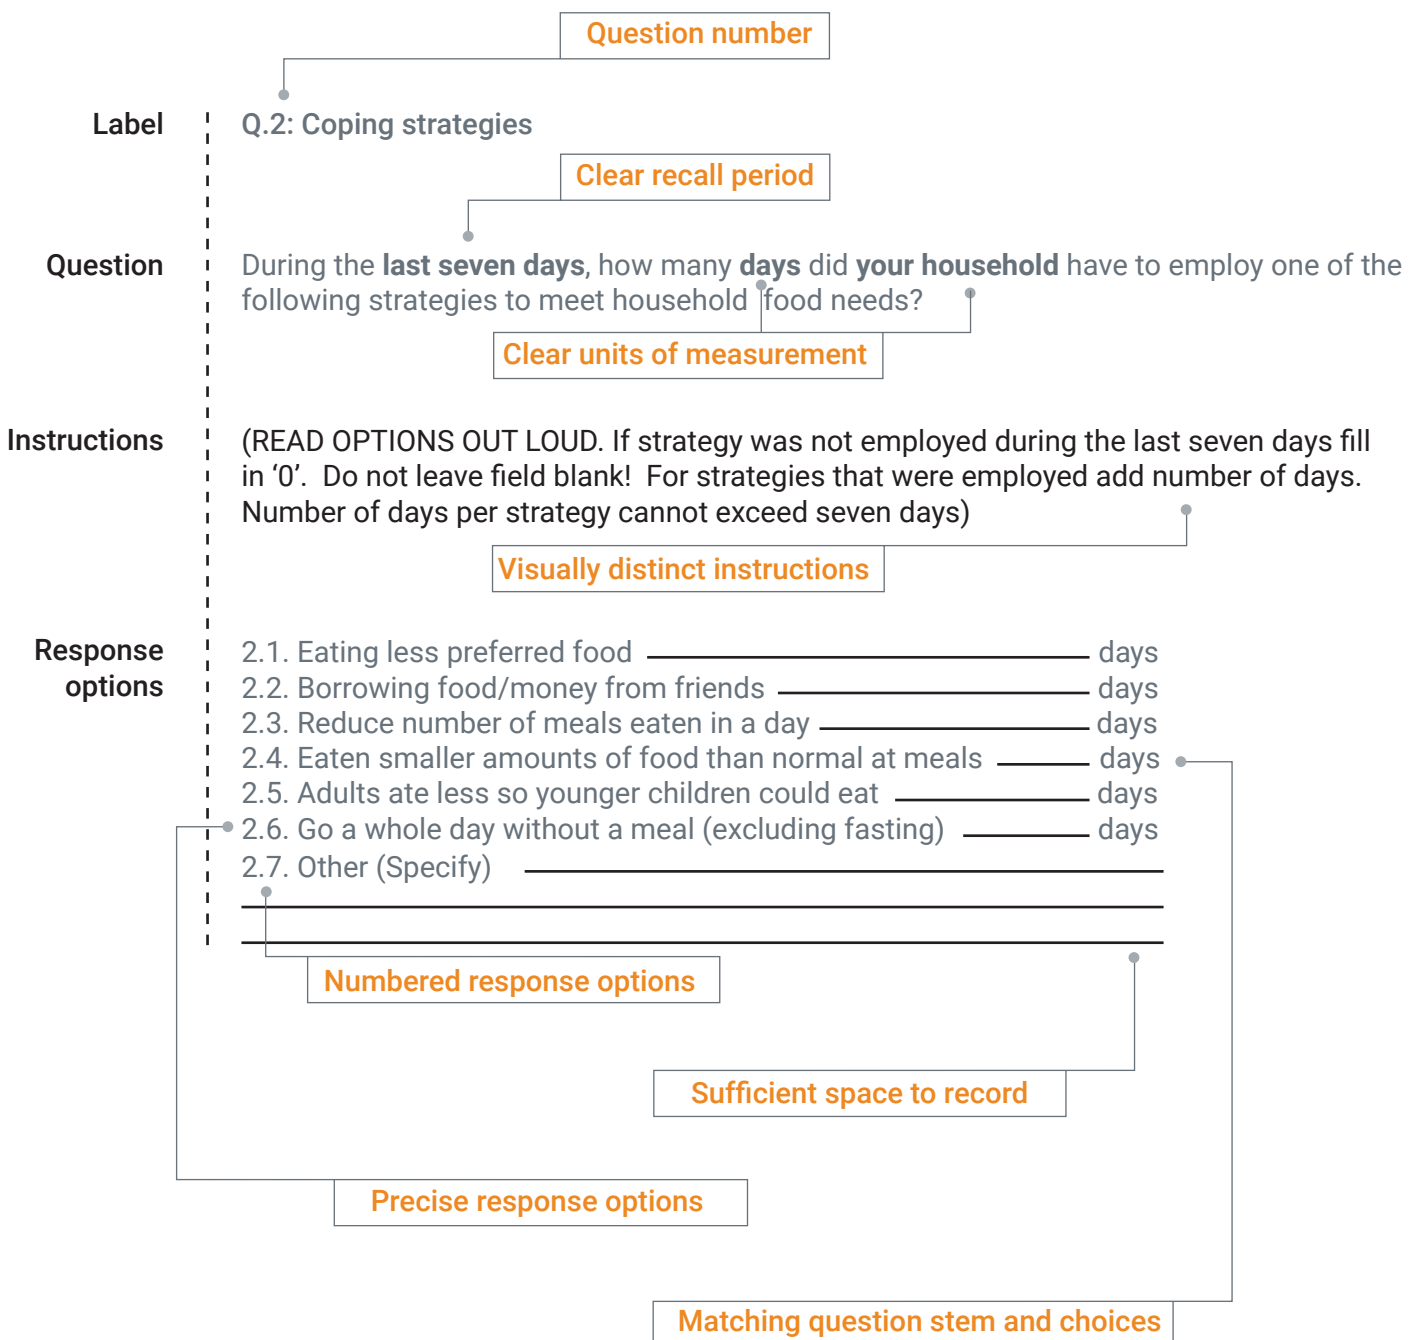 Question number
Label
Q.2: Coping strategies
Clear recall period
Question
During the last seven days, how many days did your household have to employ one of the
following strategies to meet household food needs?
Clear units of measurement
Instructions
(READ OPTIONS OUT LOUD. If strategy was not employed during the last seven days fill
in ‘0’. Do not leave field blank! For strategies that were employed add number of days.
Number of days per strategy cannot exceed seven days)
Visually distinct instructions
Response
options
2.1. Eating less preferred food days
2.2. Borrowing food/money from friends days
2.3. Reduce number of meals eaten in a day days
2.4. Eaten smaller amounts of food than normal at meals days
2.5. Adults ate less so younger children could eat days
2.6. Go a whole day without a meal (excluding fasting) days
2.7. Other (Specify)
Numbered response options
Sufficient space to record
Precise response options
Matching question stem and choices